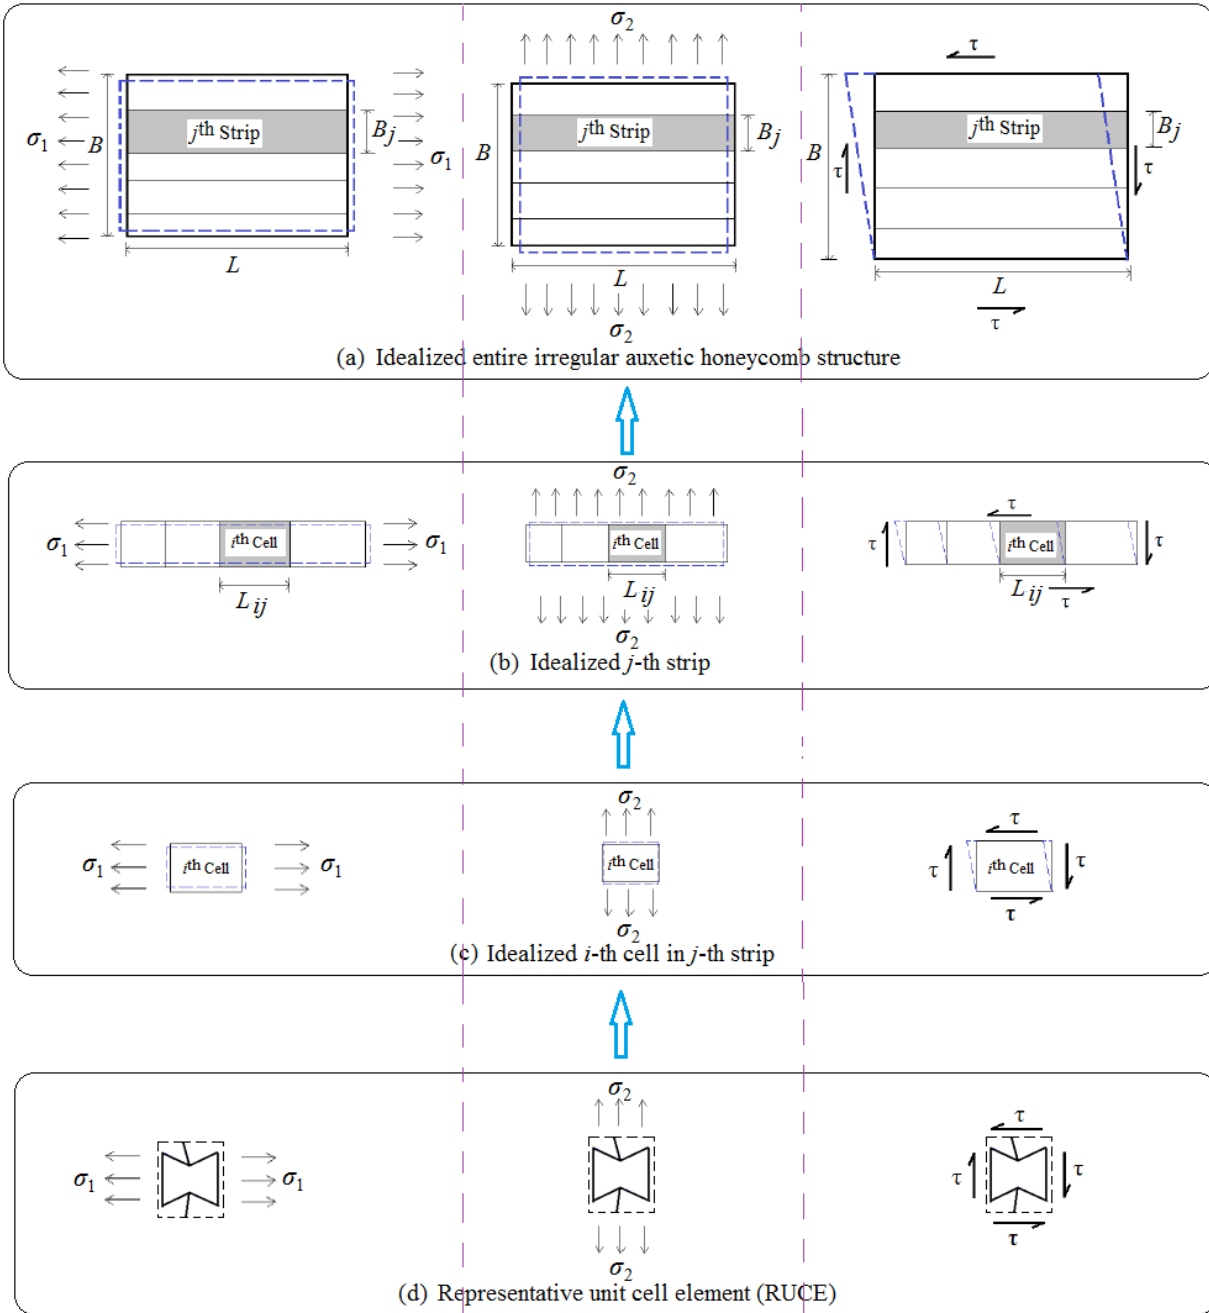 σ2
τ
σ1
B
jth Strip
Bj
σ1
L
B
jth Strip
Bj
L
σ2
B
τ
jth Strip
Bj
τ
L
τ
(a) Idealized entire irregular auxetic honeycomb structure
σ2
τ
σ1
ith Cell
σ1
Lij
ith Cell
Lij
σ2
τ
ith Cell
τ
Lij
τ
(b) Idealized j-th strip
σ2
τ
σ1
ith Cell
σ1
ith Cell
σ2
τ
ith Cell
τ
τ
(c) Idealized i-th cell in j-th strip
σ2
τ
σ1
σ1
σ2
τ
τ
τ
(d) Representative unit cell element (RUCE)